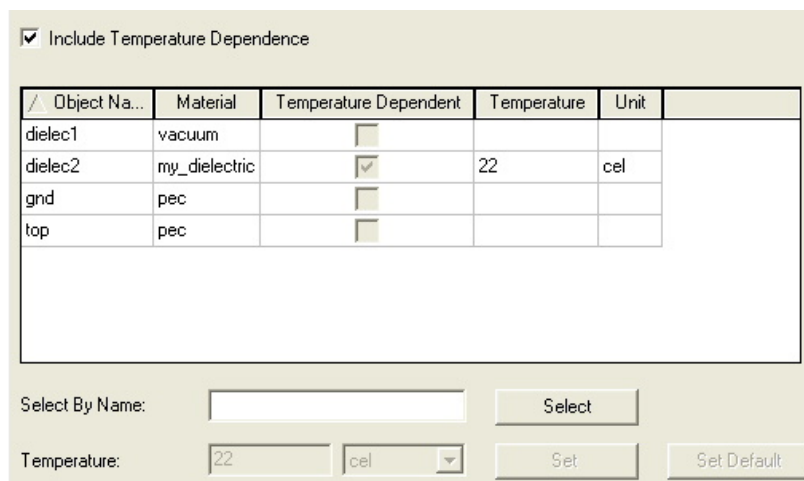 Include Temperature Dependence
Object Na... Material Temperature Dependent Temperature Unit
dielec1 vacuum
dielec2 my_dielectric 22 cel
gnd pec
top pec
Select By Name: Select
Temperature: 22 cel Set Set Default